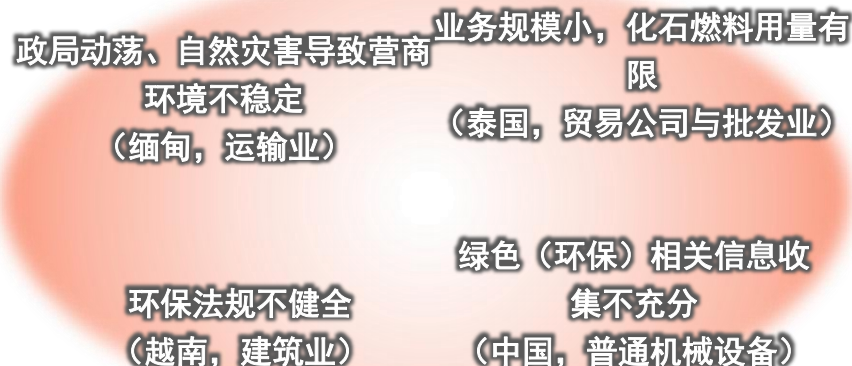 政局动荡、自然灾害导致营商
环境不稳定
（缅甸，运输业）
业务规模小，化石燃料用量有
限
（泰国，贸易公司与批发业）
环保法规不健全
（越南，建筑业）
绿色（环保）相关信息收
集不充分
（中国，普通机械设备）